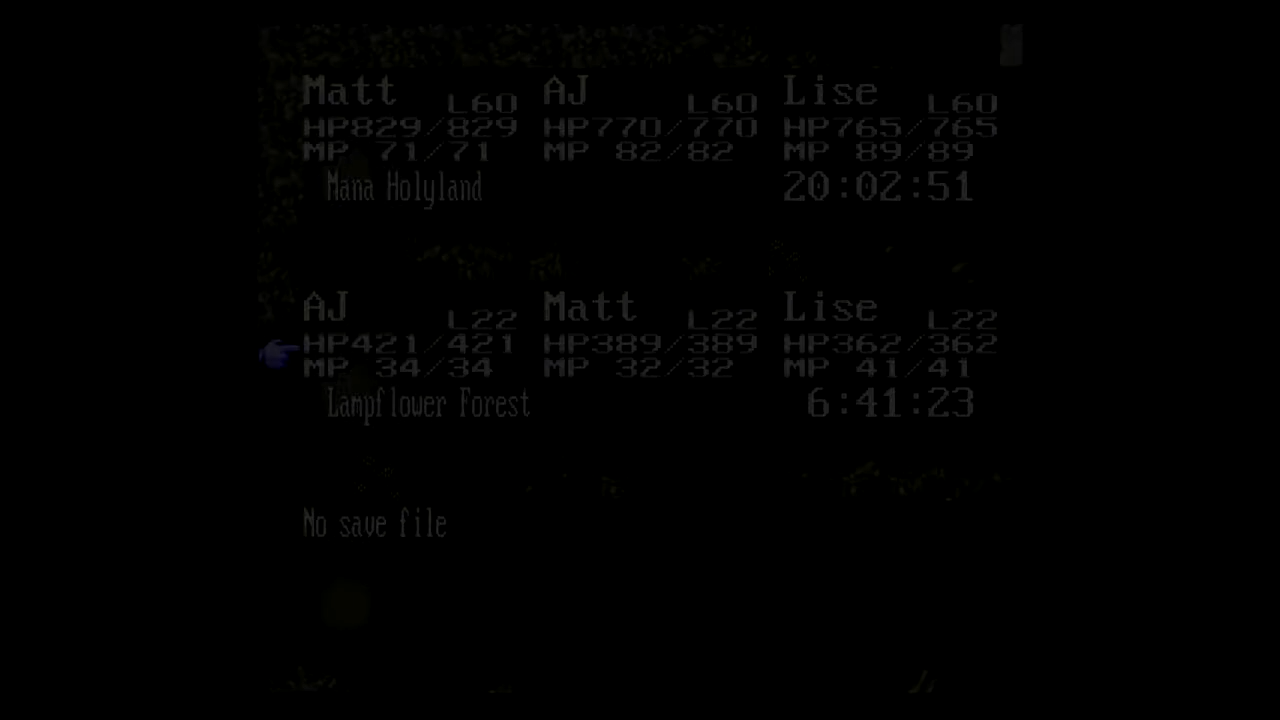 Matt L60 AJ L60 Lise L60
HP829/829 HP770/770 HP765/765
MP 71/71 MP 82/82 MP 89/89
Mana Holyland 20:02:51
AJ L22 Matt L22 Lise L22
HP421/421 HP389/389 HP362/362
MP 34/34 MP 32/32 MP 41/41
Lampflower Forest 6:41:23
No save file